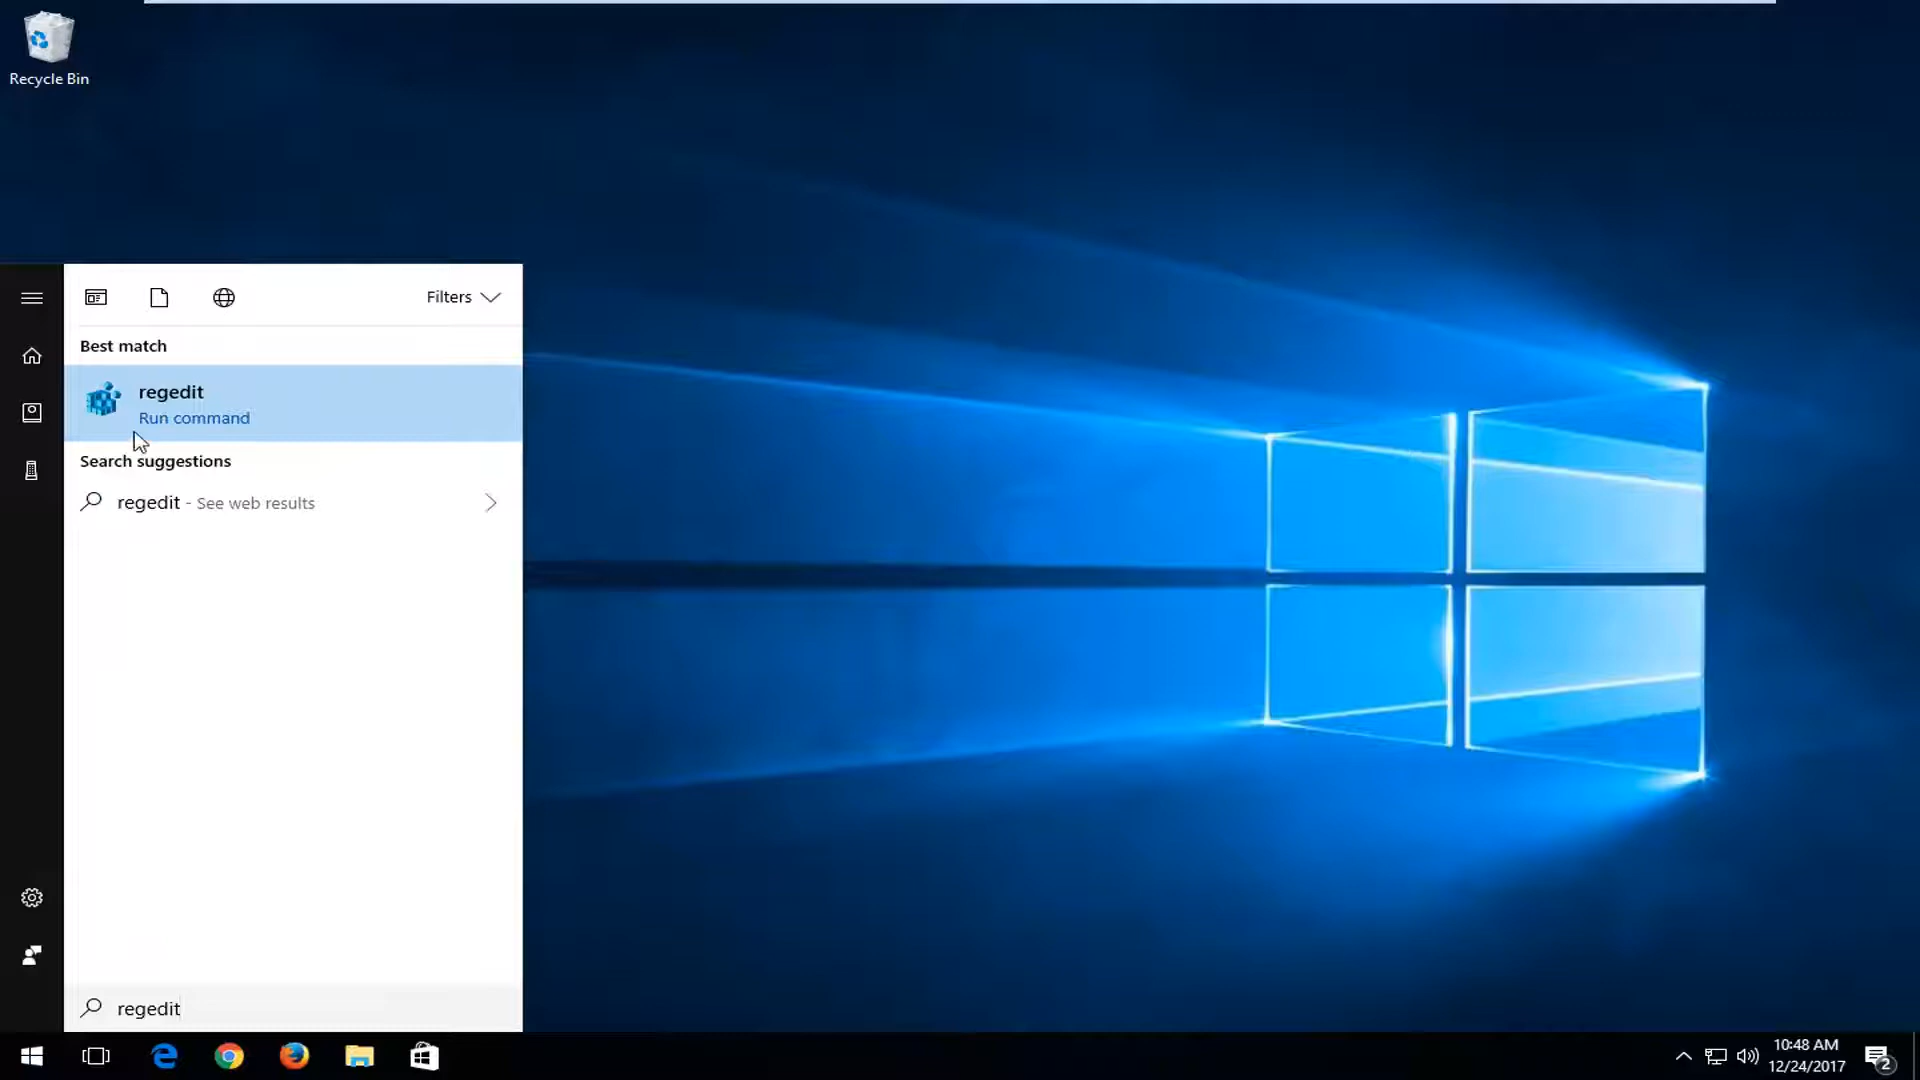 Recycle Bin
Filters
Best match
regedit
Run command
Search suggestions
regedit - See web results
regedit
10:48 AM
12/24/2017
2